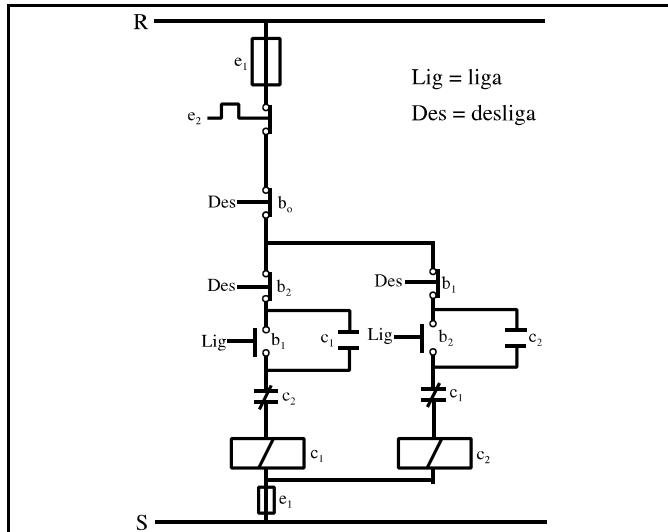 R
e₁
Lig = liga
Des = desliga
e₂
Des b₀
Des b₂
Des b₁
Lig b₁ c₁
Lig b₂ c₂
c₂
c₁
c₁
c₂
e₁
S